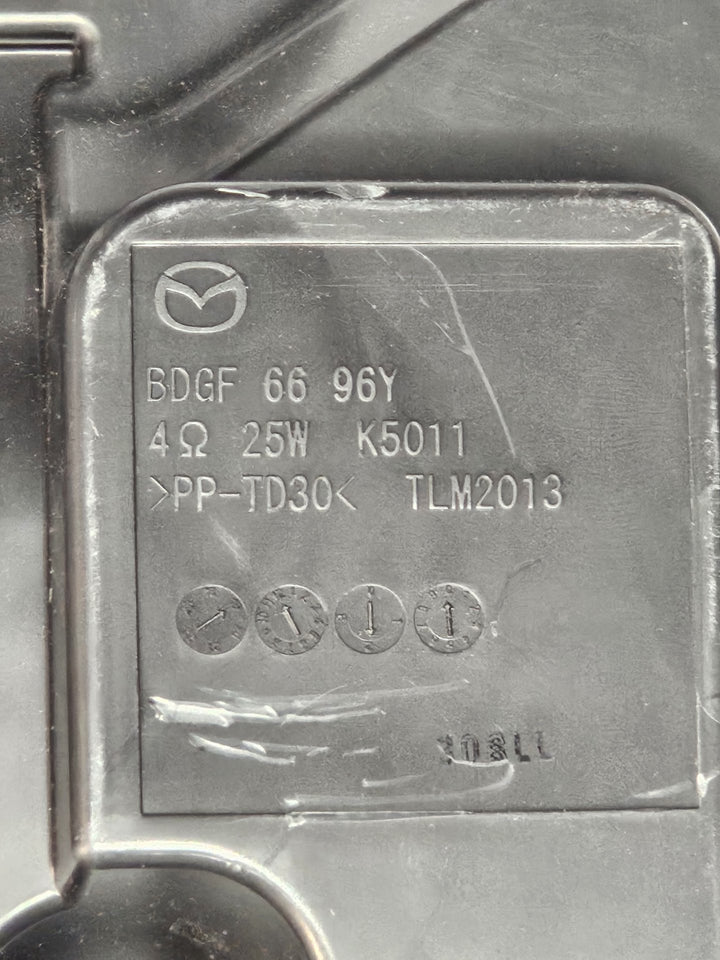 BDGF 66 96Y
4Ω 25W K5011
>PP-TD30< TLM2013